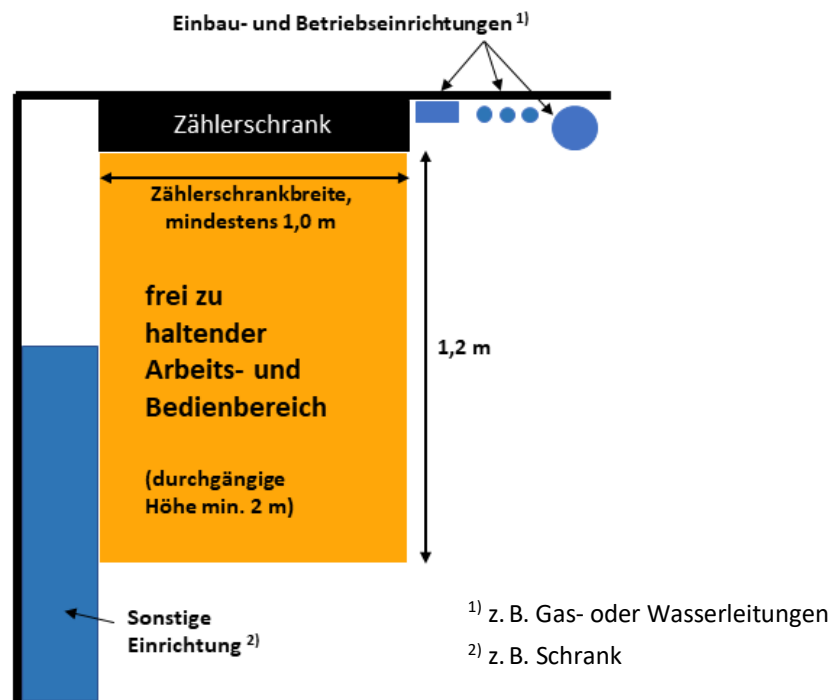 Einbau- und Betriebseinrichtungen 1)
Zählerschrank
Zählerschrankbreite,
mindestens 1,0 m
frei zu
haltender
Arbeits- und
Bedienbereich
(durchgängige
Höhe min. 2 m)
1,2 m
Sonstige
Einrichtung 2)
1) z. B. Gas- oder Wasserleitungen
2) z. B. Schrank